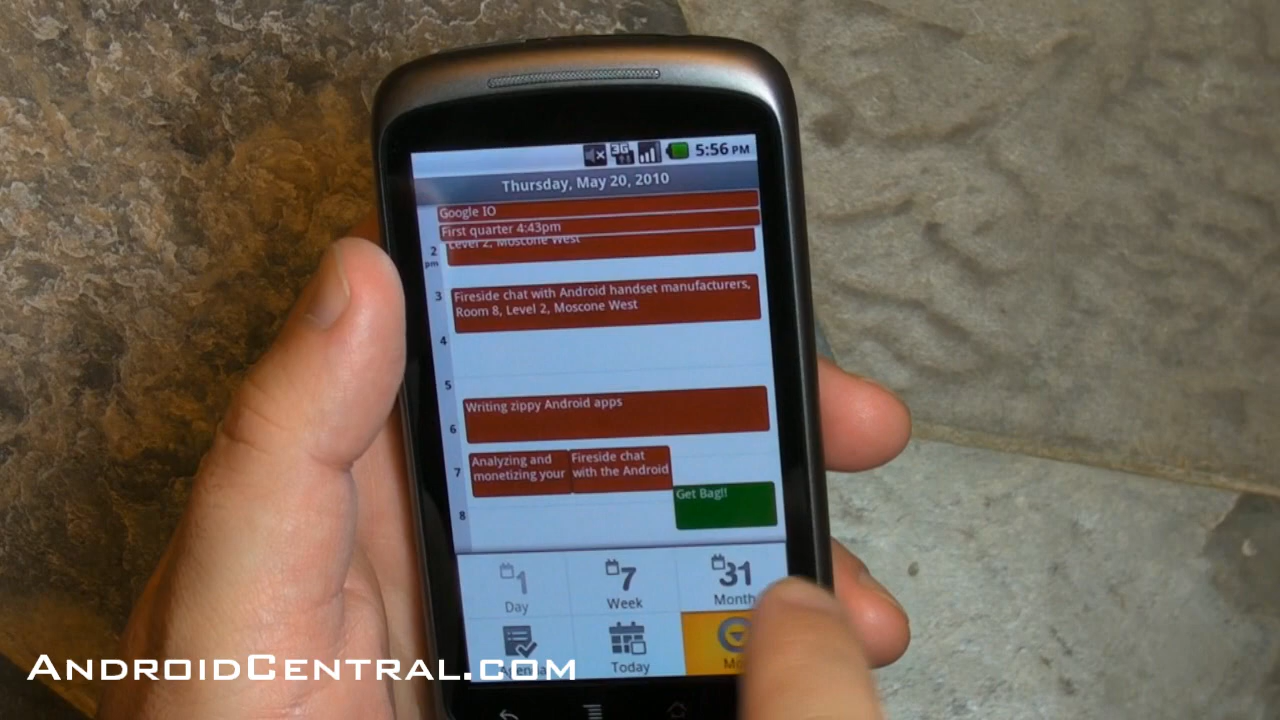 3G
5:56 PM
Thursday, May 20, 2010
Google IO
First quarter 4:43pm
Level 2, Moscone West
2
pm
3
Fireside chat with Android handset manufacturers,
Room 8, Level 2, Moscone West
4
5
Writing zippy Android apps
6
7
Analyzing and
monetizing your
Fireside chat
with the Android
Get Bag!!
8
1
Day
7
Week
31
Month
Agenda
Today
Mo
ANDROIDCENTRAL.COM